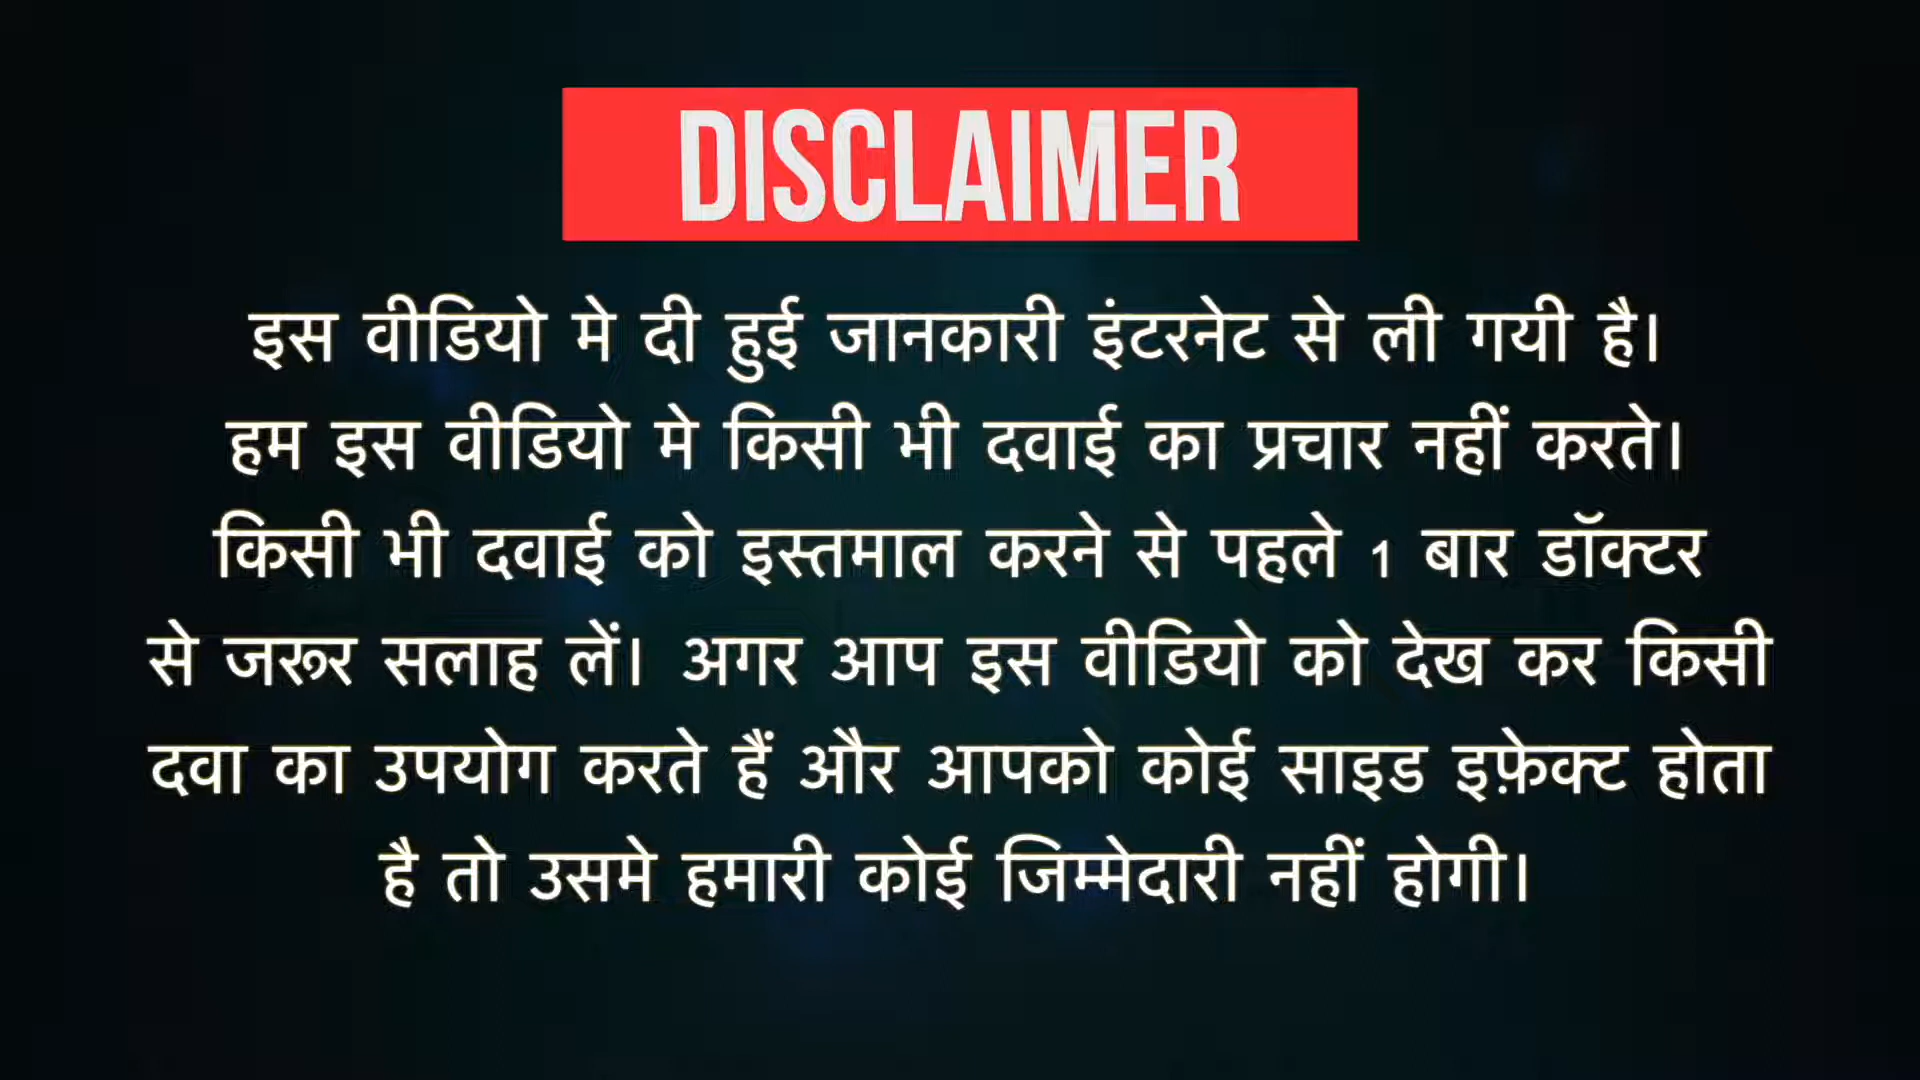 DISCLAIMER
इस वीडियो मे दी हुई जानकारी इंटरनेट से ली गयी है।
हम इस वीडियो मे किसी भी दवाई का प्रचार नहीं करते।
किसी भी दवाई को इस्तमाल करने से पहले 1 बार डॉक्टर
से जरूर सलाह लें। अगर आप इस वीडियो को देख कर किसी
दवा का उपयोग करते हैं और आपको कोई साइड इफ़ेक्ट होता
है तो उसमे हमारी कोई जिम्मेदारी नहीं होगी।